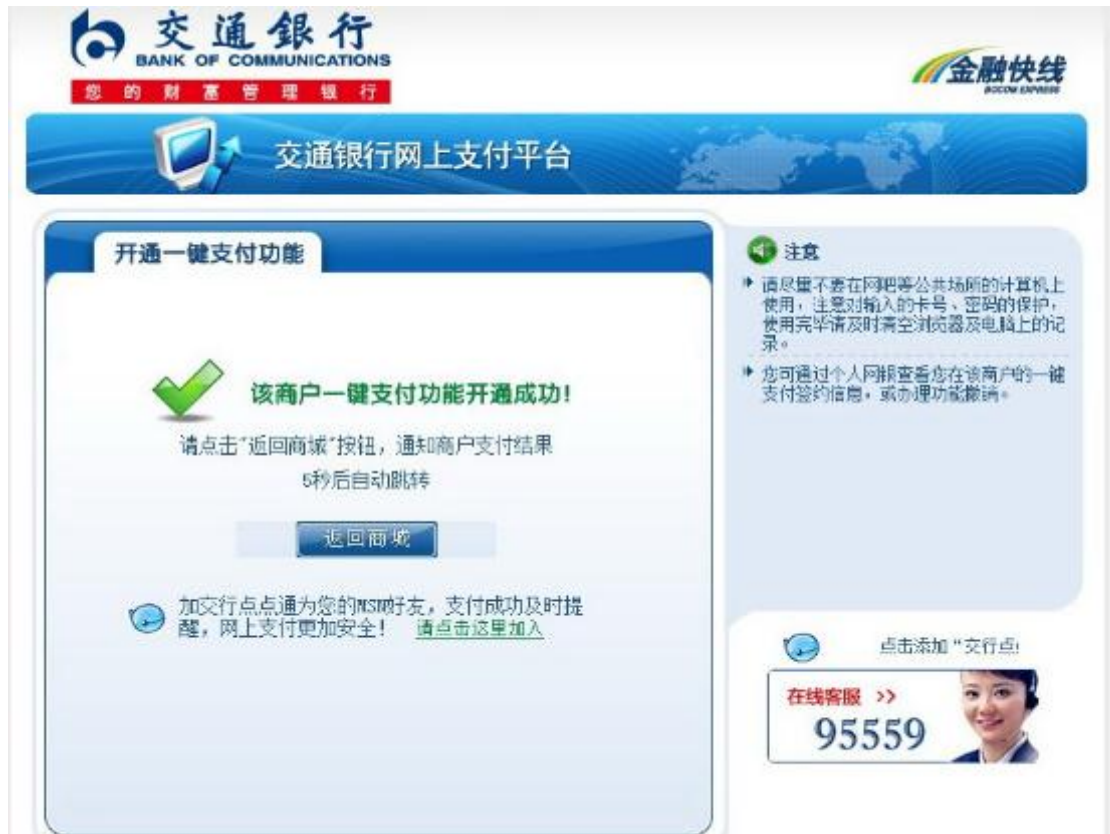 交通銀行
BANK OF COMMUNICATIONS
您的财富管理银行
金融快线
BOCOM EXPRESS
交通银行网上支付平台
开通一键支付功能
该商户一键支付功能开通成功!
请点击"返回商城"按钮，通知商户支付结果
5秒后自动跳转
返回商城
加交行点点通为您的MSN好友，支付成功及时提
醒，网上支付更加安全！ 请点击这里加入
注意
请尽量不要在网吧等公共场所的计算机上
使用，注意对输入的卡号、密码的保护，
使用完毕请及时清空浏览器及电脑上的记
录。
您可通过个人网银查看您在该商户的一键
支付签约信息，或办理功能撤销。
点击添加“交行点
在线客服 >>
95559